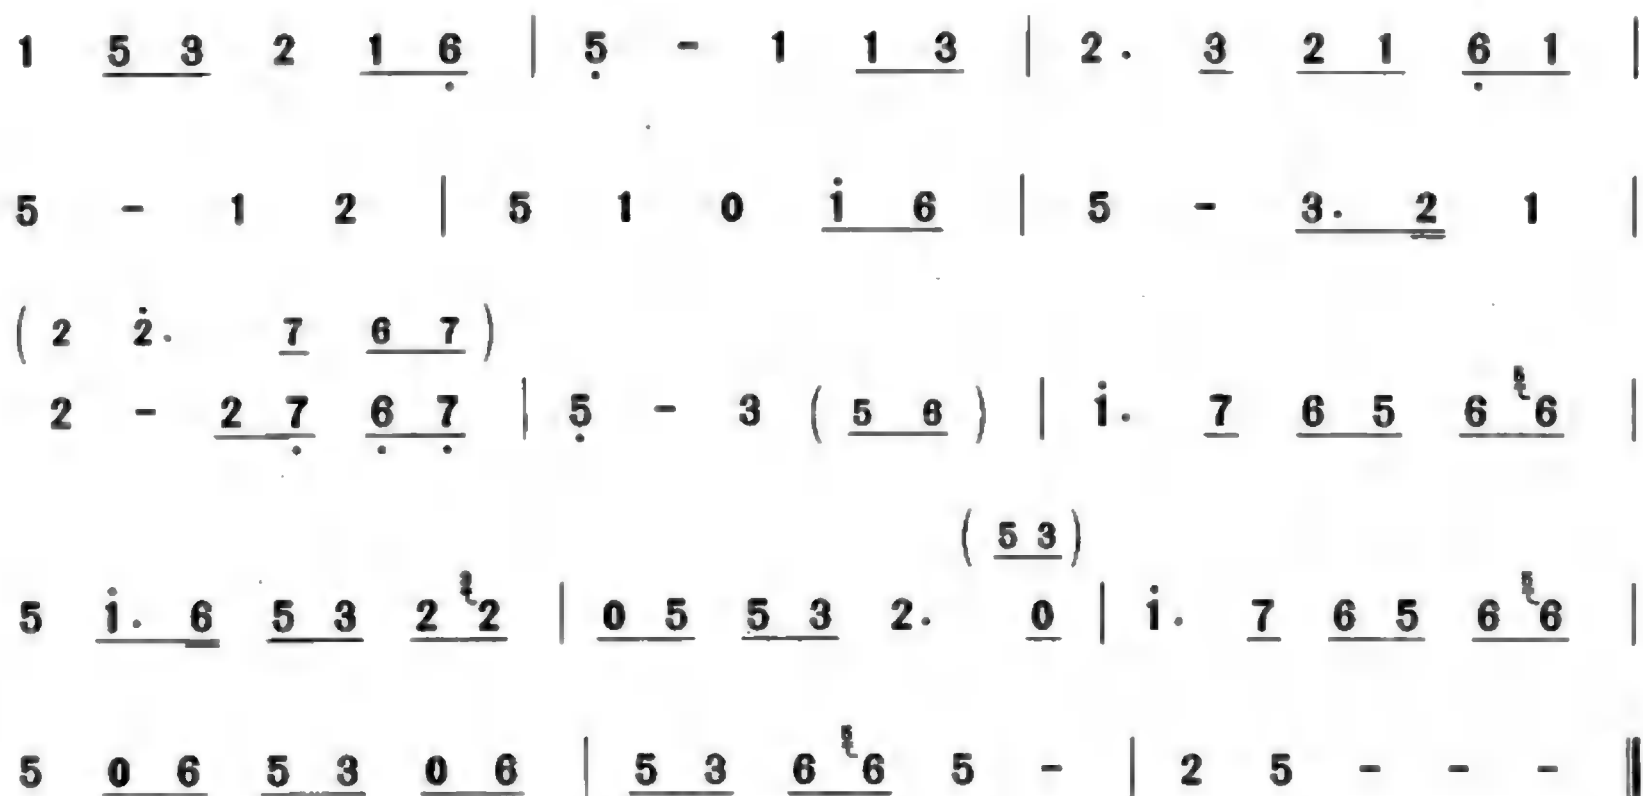 1 5 3 2 1 6̣ | 5̣ - 1 1 3 | 2. 3 2 1 6̣ 1 |
5 - 1 2 | 5 1 0 i̇ 6 | 5 - 3. 2 1 |
( 2 2̇. 7 6 7 )
2 - 2 7̣ 6̣ 7̣ | 5̣ - 3 ( 5 6 ) | i̇. 7 6 5 6 6 |
( 5 3 )
5 i̇. 6 5 3 2 2 | 0 5 5 3 2. 0 | i̇. 7 6 5 6 6 |
5 0 6 5 3 0 6 | 5 3 6 6 5 - | 2 5 - - - ‖